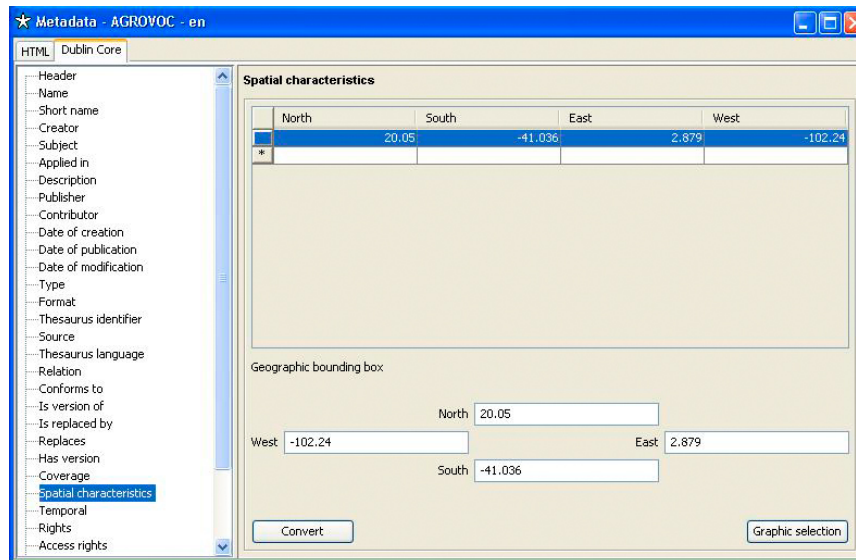 Metadata - AGROVOC - en
HTML Dublin Core
Header
Name
Short name
Creator
Subject
Applied in
Description
Publisher
Contributor
Date of creation
Date of publication
Date of modification
Type
Format
Thesaurus identifier
Source
Thesaurus language
Relation
Conforms to
Is version of
Is replaced by
Replaces
Has version
Coverage
Spatial characteristics
Temporal
Rights
Access rights
Spatial characteristics
North South East West
20.05 -41.036 2.879 -102.24
*
Geographic bounding box
North 20.05
West -102.24 East 2.879
South -41.036
Convert Graphic selection